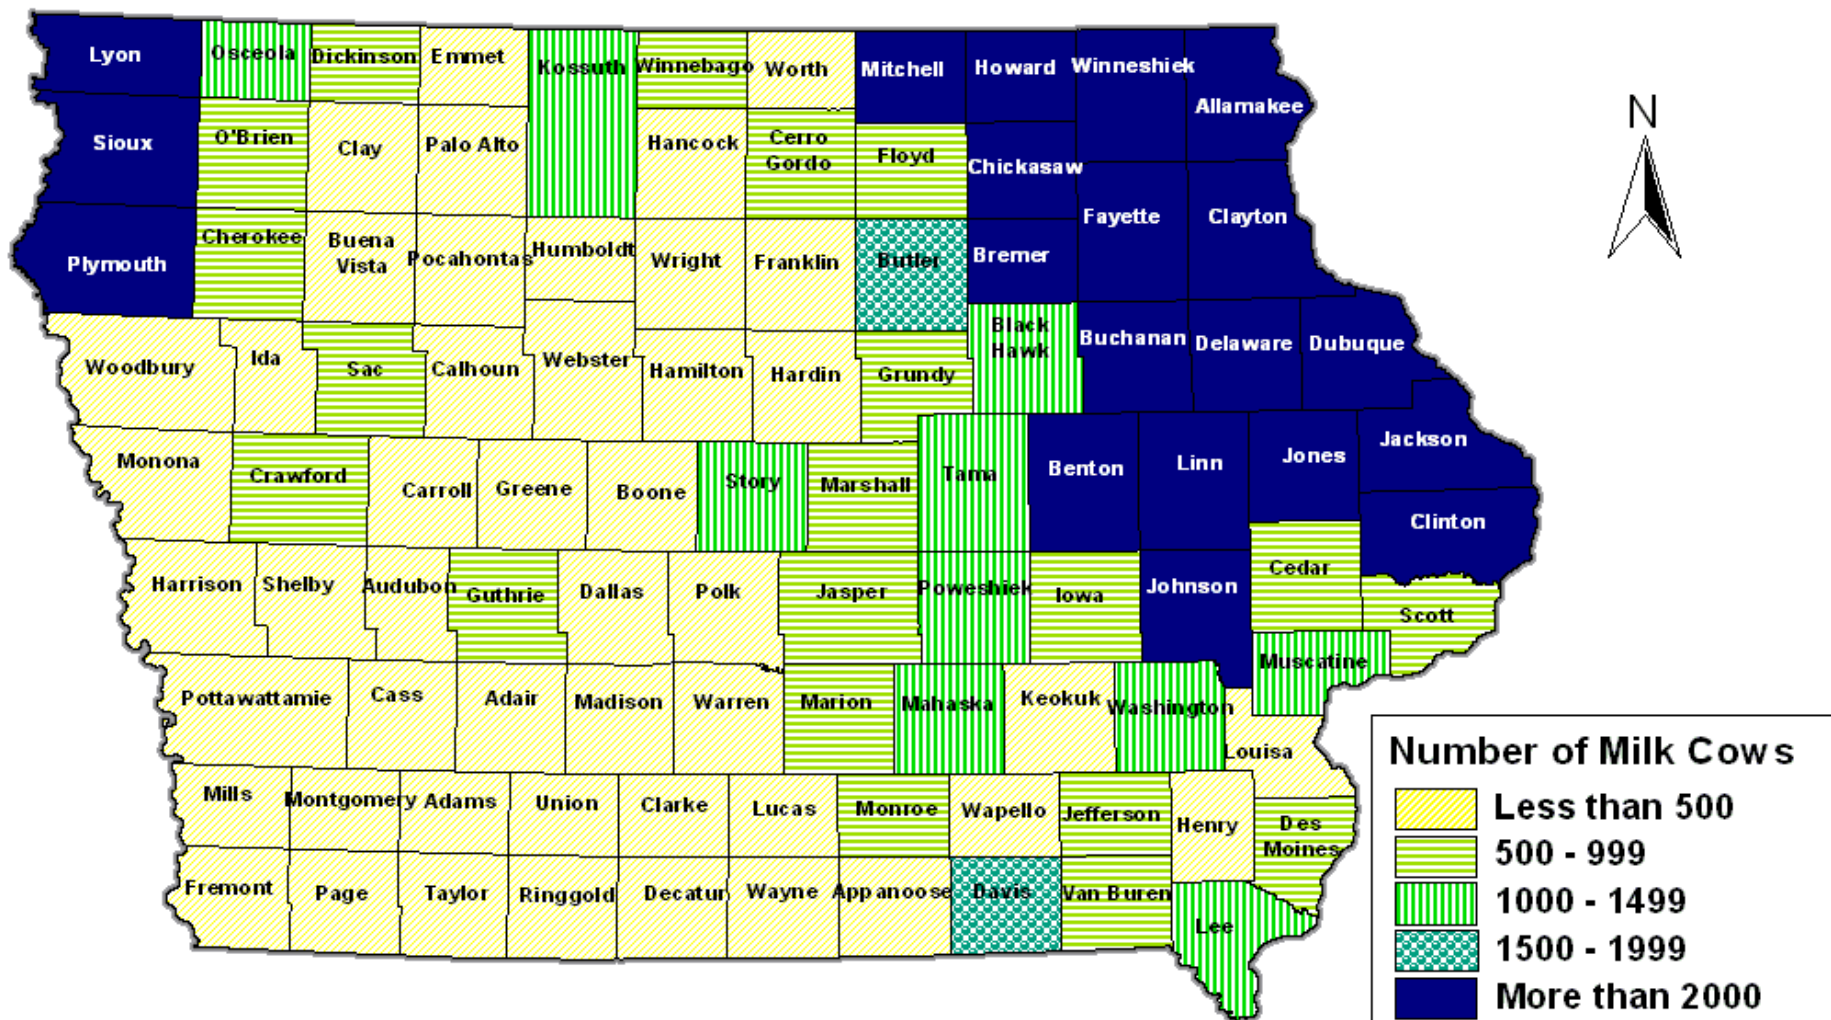 Lyon
Osceola
Dickinson
Emmet
Kossuth
Winnebago
Worth
Mitchell
Howard
Winneshiek
Allamakee
N
Sioux
O'Brien
Clay
Palo Alto
Hancock
Cerro
Gordo
Floyd
Chickasaw
Fayette
Clayton
Plymouth
Cherokee
Buena
Vista
Pocahontas
Humboldt
Wright
Franklin
Butler
Bremer
Woodbury
Ida
Sac
Calhoun
Webster
Hamilton
Hardin
Grundy
Black
Hawk
Buchanan
Delaware
Dubuque
Monona
Crawford
Carroll
Greene
Boone
Story
Marshall
Tama
Benton
Linn
Jones
Jackson
Clinton
Harrison
Shelby
Audubon
Guthrie
Dallas
Polk
Jasper
Poweshiek
Iowa
Johnson
Cedar
Scott
Muscatine
Pottawattamie
Cass
Adair
Madison
Warren
Marion
Mahaska
Keokuk
Washington
Louisa
Mills
Montgomery
Adams
Union
Clarke
Lucas
Monroe
Wapello
Jefferson
Henry
Des
Moines
Fremont
Page
Taylor
Ringgold
Decatur
Wayne
Appanoose
Davis
Van Buren
Lee
Number of Milk Cows
Less than 500
500 - 999
1000 - 1499
1500 - 1999
More than 2000